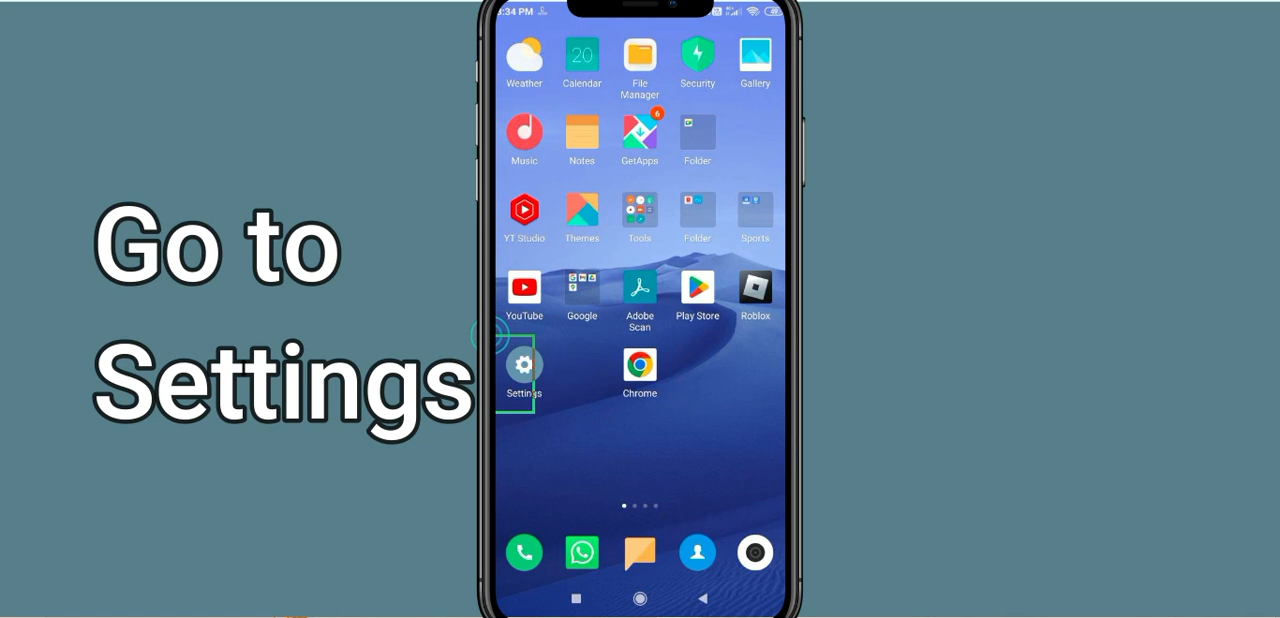 Go to
Settings
3:34 PM
Weather
Calendar
20
File
Manager
Security
Gallery
Music
Notes
GetApps
6
Folder
YT Studio
Themes
Tools
Folder
Sports
YouTube
Google
Adobe
Scan
Play Store
Roblox
Settings
Chrome